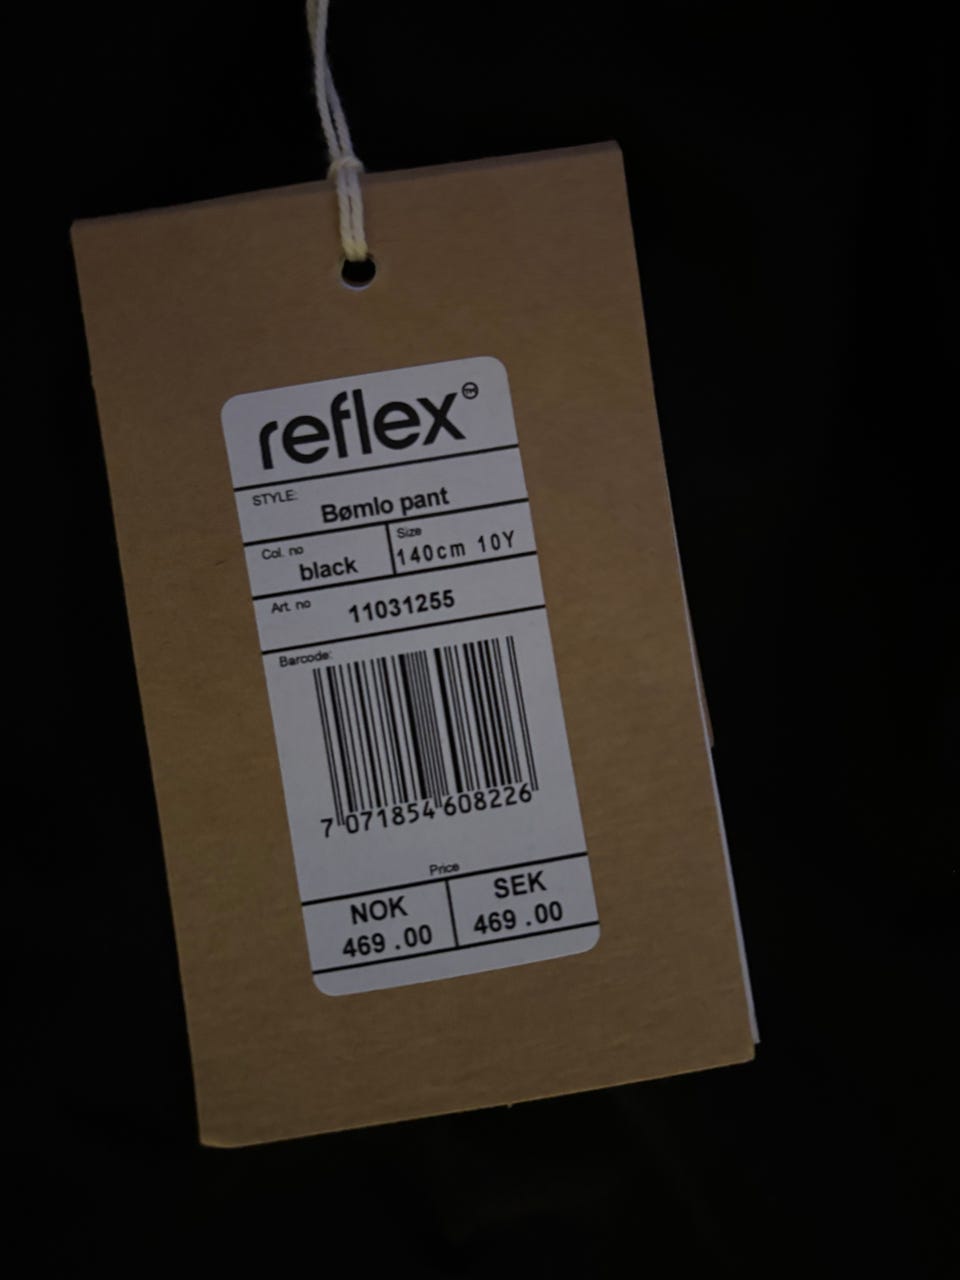 reflex™
STYLE:
Bømlo pant
Col. no
black
Size
140cm 10Y
Art. no
11031255
Barcode:
7 071854 608226
Price
NOK
469 .00
SEK
469 .00